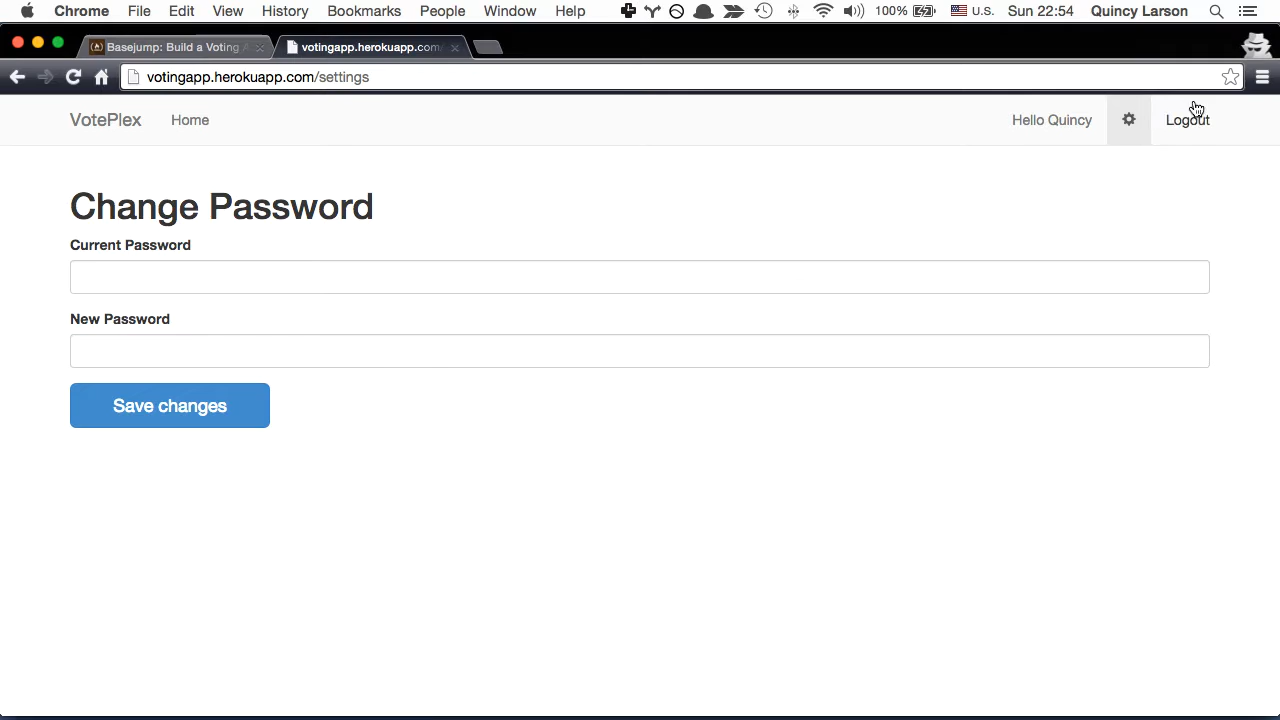 Chrome File Edit View History Bookmarks People Window Help 100% U.S. Sun 22:54 Quincy Larson
Basejump: Build a Voting A votingapp.herokuapp.com/
votingapp.herokuapp.com/settings
VotePlex Home Hello Quincy Logout
Change Password
Current Password
New Password
Save changes